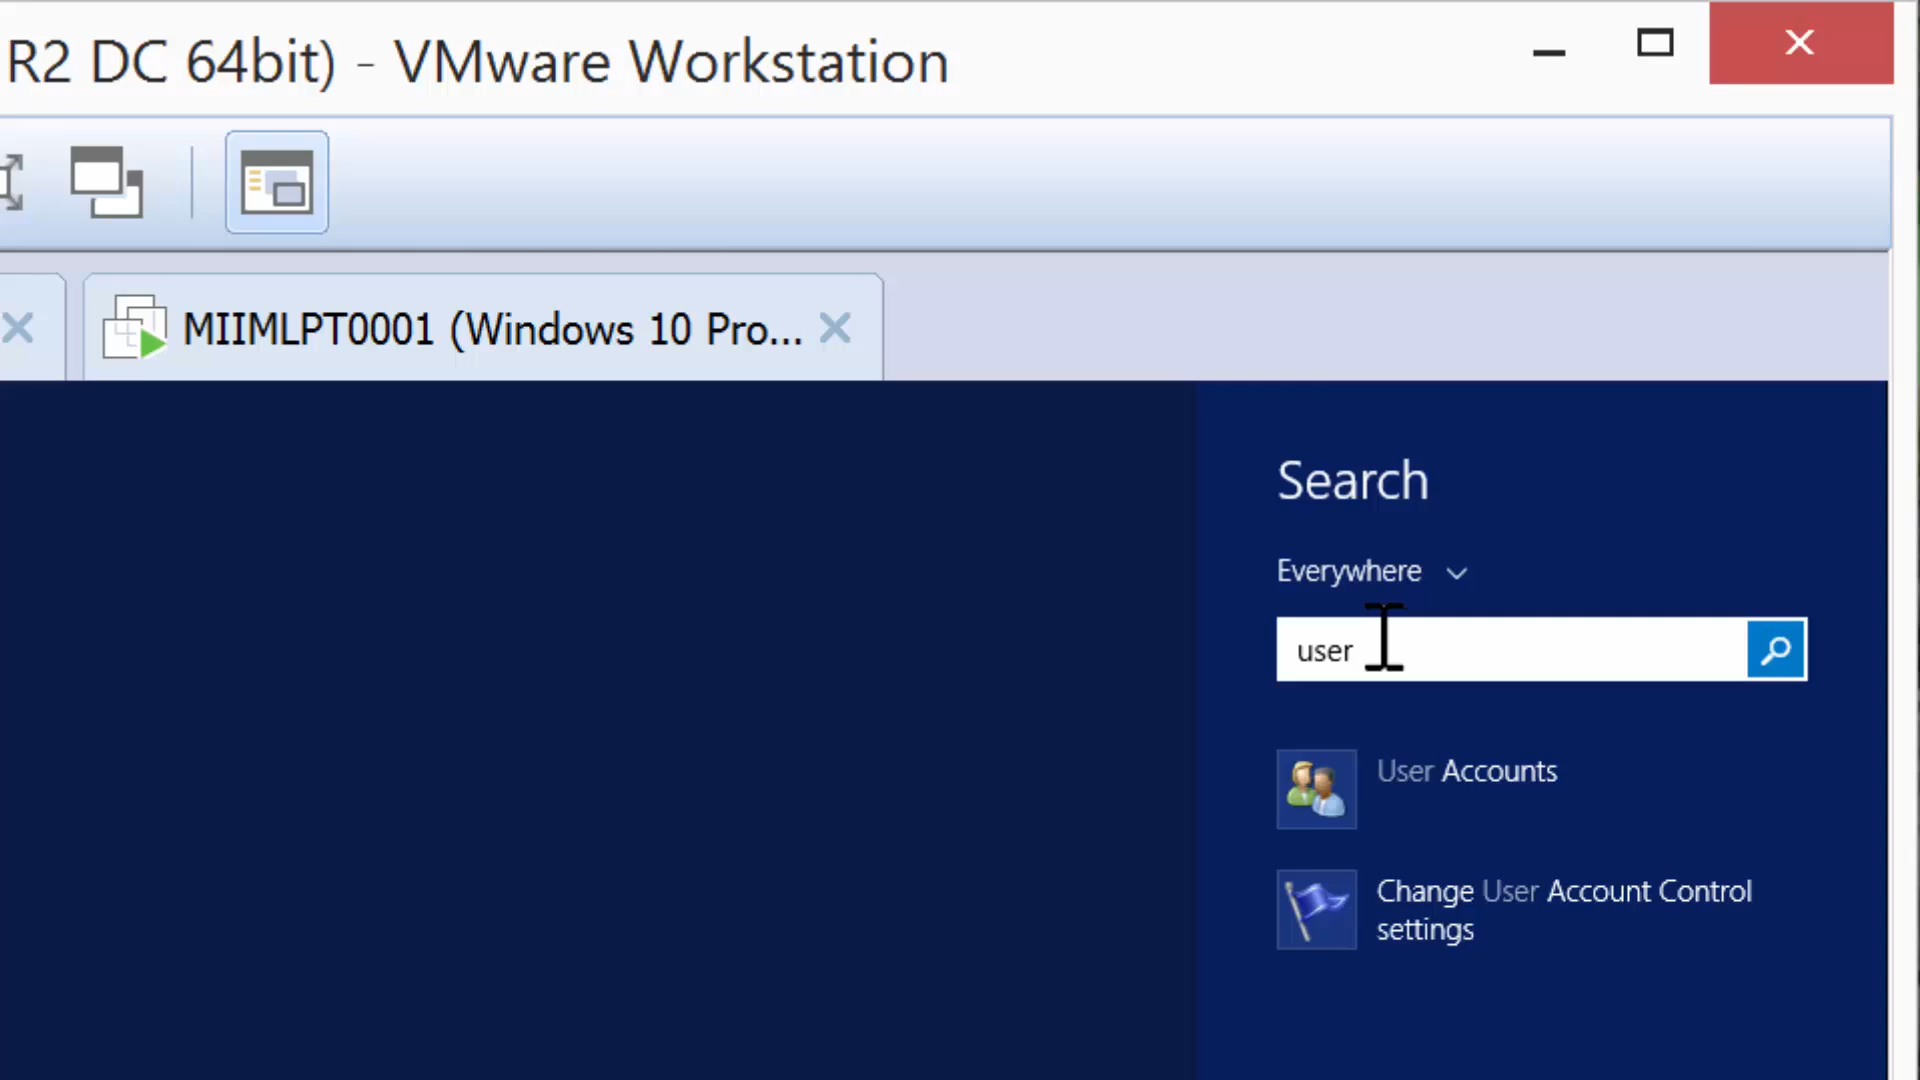 R2 DC 64bit) - VMware Workstation
MIIMLPT0001 (Windows 10 Pro...
Search
Everywhere
user
User Accounts
Change User Account Control
settings